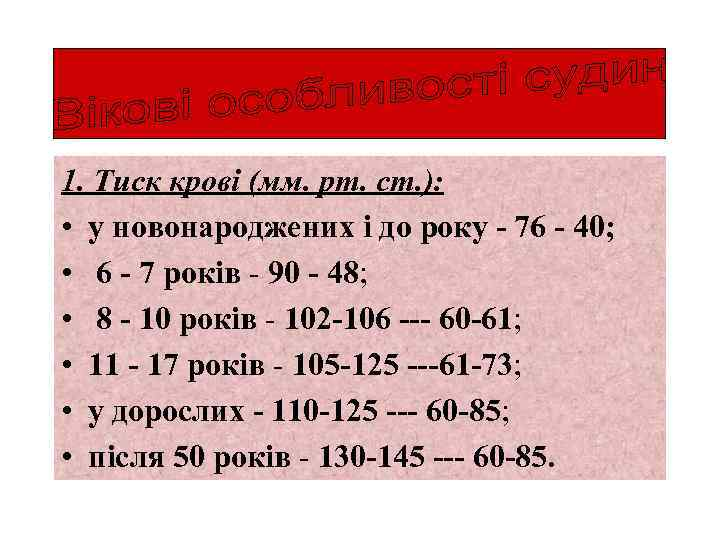 Вікові особливості судин
1. Тиск крові (мм. рт. ст. ):
• у новонароджених і до року - 76 - 40;
• 6 - 7 років - 90 - 48;
• 8 - 10 років - 102 -106 --- 60 -61;
• 11 - 17 років - 105 -125 ---61 -73;
• у дорослих - 110 -125 --- 60 -85;
• після 50 років - 130 -145 --- 60 -85.